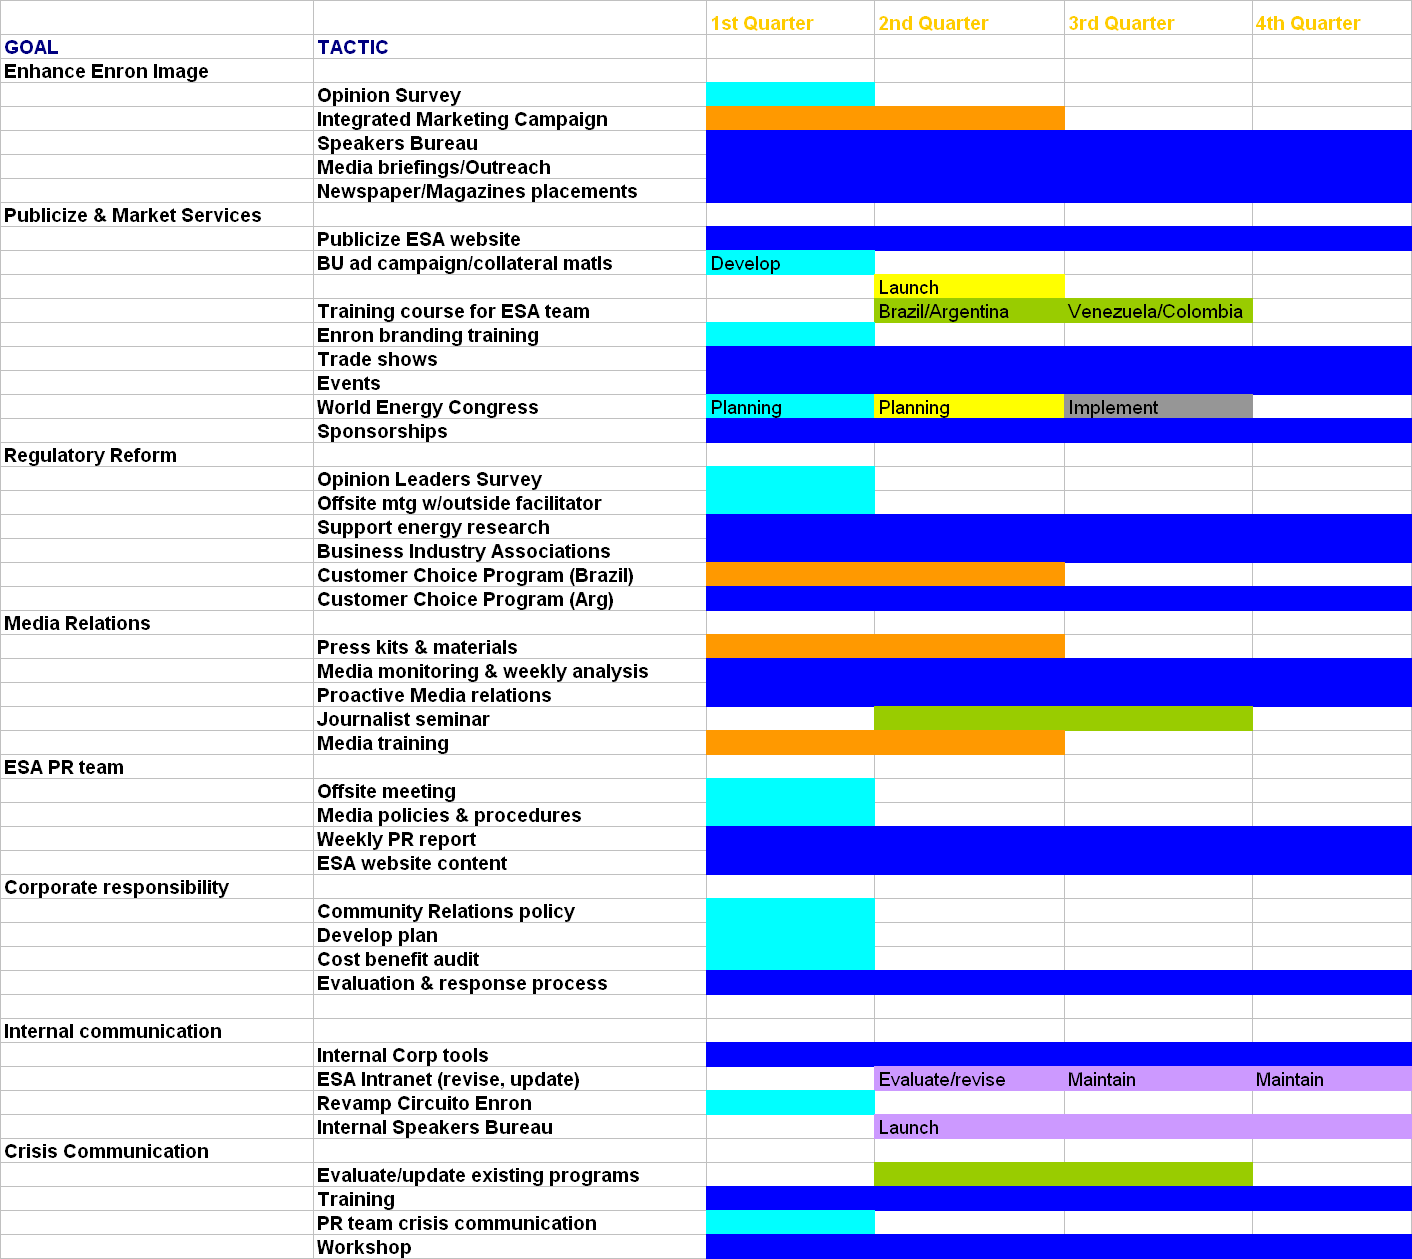 1st Quarter 2nd Quarter 3rd Quarter 4th Quarter
GOAL TACTIC
Enhance Enron Image
Opinion Survey
Integrated Marketing Campaign
Speakers Bureau
Media briefings/Outreach
Newspaper/Magazines placements
Publicize & Market Services
Publicize ESA website
BU ad campaign/collateral matls Develop
Launch
Training course for ESA team Brazil/Argentina Venezuela/Colombia
Enron branding training
Trade shows
Events
World Energy Congress Planning Planning Implement
Sponsorships
Regulatory Reform
Opinion Leaders Survey
Offsite mtg w/outside facilitator
Support energy research
Business Industry Associations
Customer Choice Program (Brazil)
Customer Choice Program (Arg)
Media Relations
Press kits & materials
Media monitoring & weekly analysis
Proactive Media relations
Journalist seminar
Media training
ESA PR team
Offsite meeting
Media policies & procedures
Weekly PR report
ESA website content
Corporate responsibility
Community Relations policy
Develop plan
Cost benefit audit
Evaluation & response process
Internal communication
Internal Corp tools
ESA Intranet (revise, update) Evaluate/revise Maintain Maintain
Revamp Circuito Enron
Internal Speakers Bureau Launch
Crisis Communication
Evaluate/update existing programs
Training
PR team crisis communication
Workshop